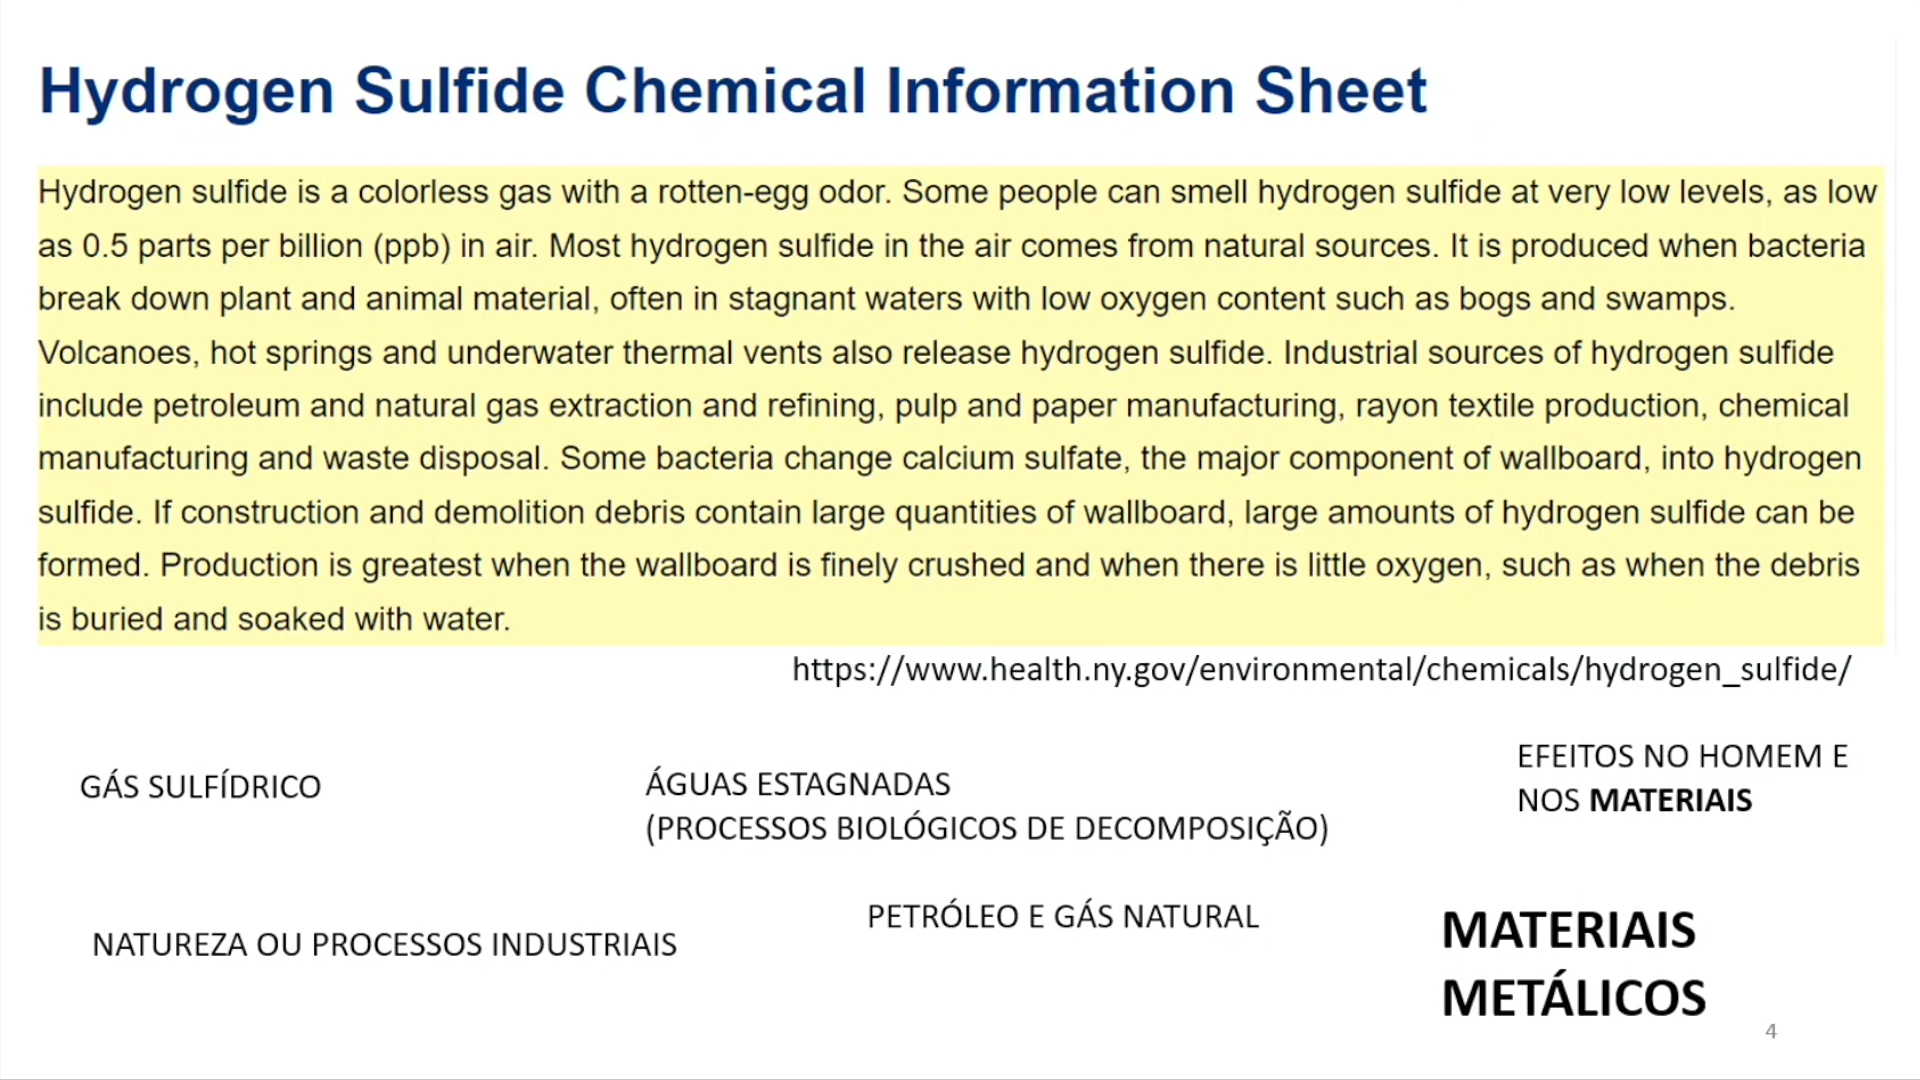 Hydrogen Sulfide Chemical Information Sheet
Hydrogen sulfide is a colorless gas with a rotten-egg odor. Some people can smell hydrogen sulfide at very low levels, as low
as 0.5 parts per billion (ppb) in air. Most hydrogen sulfide in the air comes from natural sources. It is produced when bacteria
break down plant and animal material, often in stagnant waters with low oxygen content such as bogs and swamps.
Volcanoes, hot springs and underwater thermal vents also release hydrogen sulfide. Industrial sources of hydrogen sulfide
include petroleum and natural gas extraction and refining, pulp and paper manufacturing, rayon textile production, chemical
manufacturing and waste disposal. Some bacteria change calcium sulfate, the major component of wallboard, into hydrogen
sulfide. If construction and demolition debris contain large quantities of wallboard, large amounts of hydrogen sulfide can be
formed. Production is greatest when the wallboard is finely crushed and when there is little oxygen, such as when the debris
is buried and soaked with water.
https://www.health.ny.gov/environmental/chemicals/hydrogen_sulfide/
GÁS SULFÍDRICO
ÁGUAS ESTAGNADAS
(PROCESSOS BIOLÓGICOS DE DECOMPOSIÇÃO)
EFEITOS NO HOMEM E
NOS MATERIAIS
NATUREZA OU PROCESSOS INDUSTRIAIS
PETRÓLEO E GÁS NATURAL
MATERIAIS
METÁLICOS
4